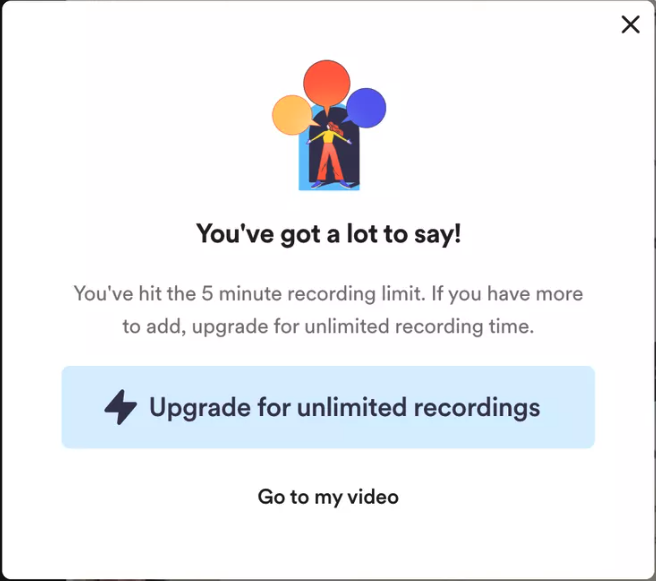 You've got a lot to say!
You've hit the 5 minute recording limit. If you have more
to add, upgrade for unlimited recording time.
Upgrade for unlimited recordings
Go to my video